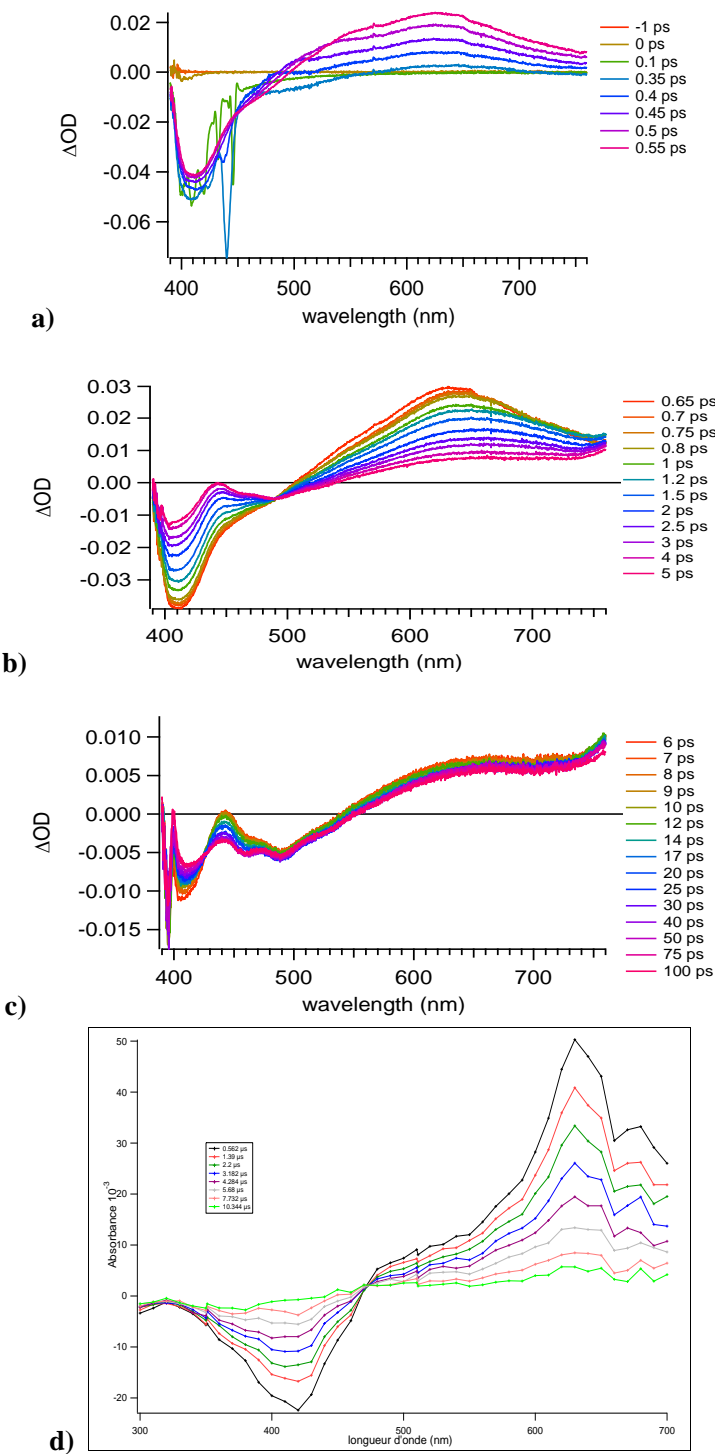 0.02
0.00
-0.02
-0.04
-0.06
ΔOD
400
500
600
700
wavelength (nm)
-1 ps
0 ps
0.1 ps
0.35 ps
0.4 ps
0.45 ps
0.5 ps
0.55 ps
a)
0.03
0.02
0.01
0.00
-0.01
-0.02
-0.03
ΔOD
400
500
600
700
wavelength (nm)
0.65 ps
0.7 ps
0.75 ps
0.8 ps
1 ps
1.2 ps
1.5 ps
2 ps
2.5 ps
3 ps
4 ps
5 ps
b)
0.010
0.005
0.000
-0.005
-0.010
-0.015
ΔOD
400
500
600
700
wavelength (nm)
6 ps
7 ps
8 ps
9 ps
10 ps
12 ps
14 ps
17 ps
20 ps
25 ps
30 ps
40 ps
50 ps
75 ps
100 ps
c)
50
40
30
20
10
0
-10
-20
Absorbance 10-3
0.562 µs
1.39 µs
2.2 µs
3.182 µs
4.284 µs
5.68 µs
7.732 µs
10.344 µs
300
400
500
600
700
longueur d'onde (nm)
d)